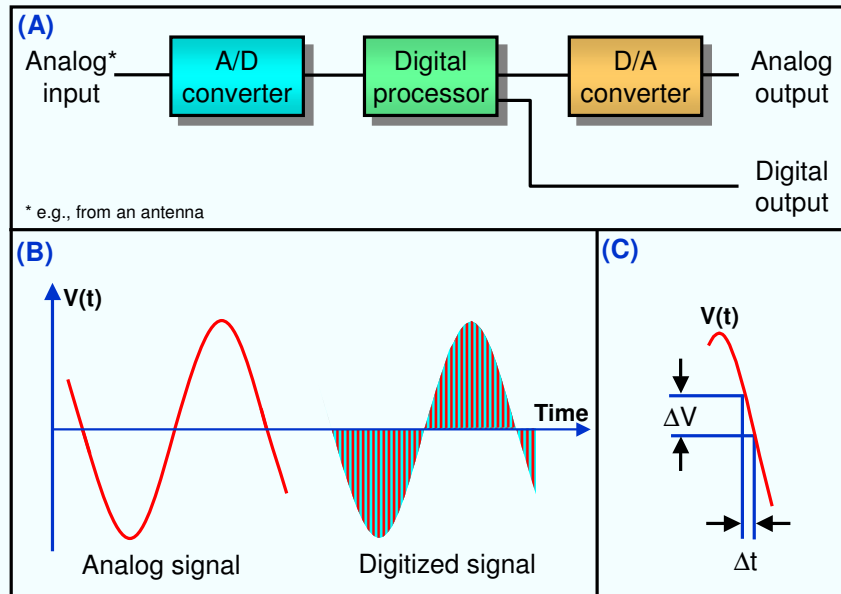 (A)
Analog*
input
A/D
converter
Digital
processor
D/A
converter
Analog
output
Digital
output
* e.g., from an antenna
(B)
V(t)
Time
Analog signal
Digitized signal
(C)
V(t)
ΔV
Δt